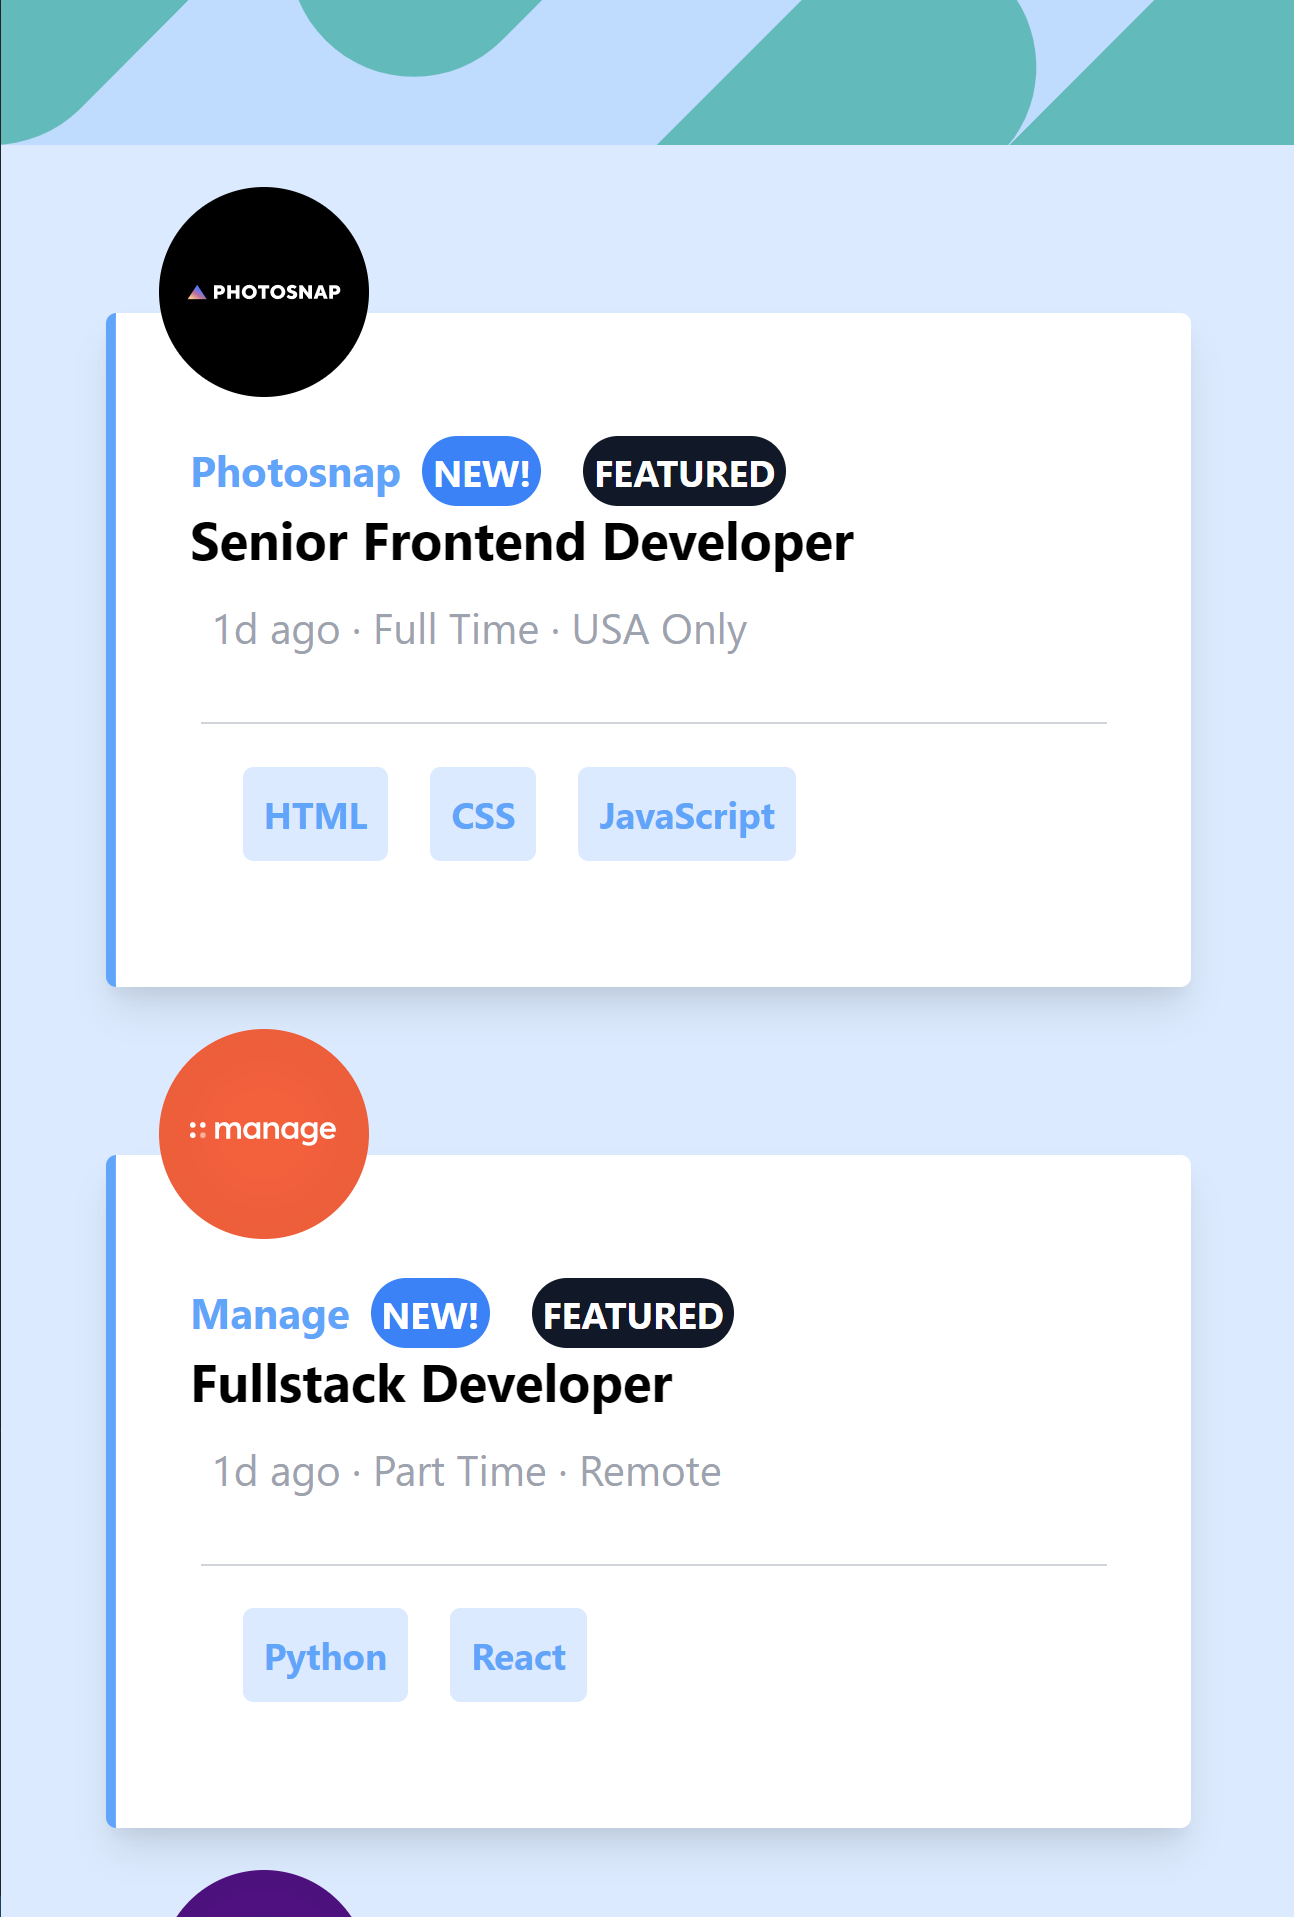 PHOTOSNAP
Photosnap NEW! FEATURED
Senior Frontend Developer
1d ago · Full Time · USA Only
HTML CSS JavaScript
manage
Manage NEW! FEATURED
Fullstack Developer
1d ago · Part Time · Remote
Python React